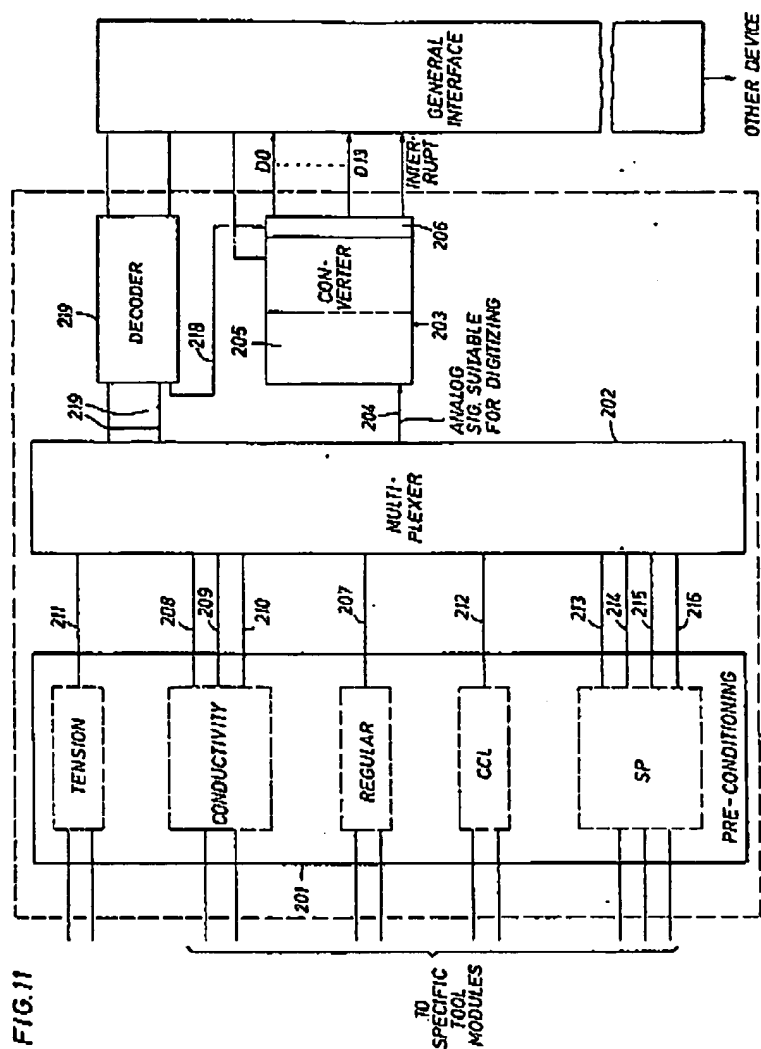 FIG.11
TO
SPECIFIC
TOOL
MODULES
201
TENSION
CONDUCTIVITY
REGULAR
CCL
SP
PRE-CONDITIONING
211
208
209
210
207
212
213
214
215
216
MULTI-
PLEXER
202
219
218
204
ANALOG
SIG. SUITABLE
FOR DIGITIZING
219
DECODER
205
CON-
VERTER
203
206
D0
D13
INTER-
RUPT
GENERAL
INTERFACE
OTHER DEVICE